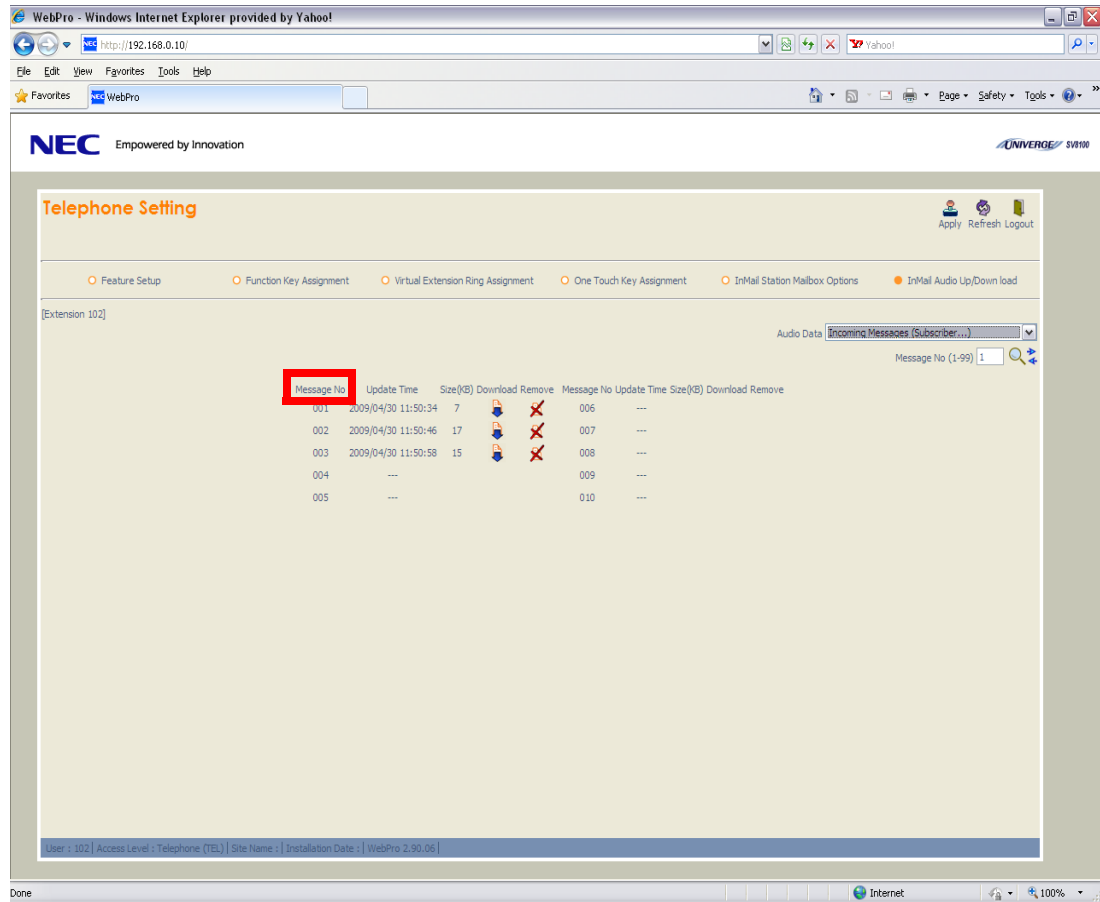 WebPro - Windows Internet Explorer provided by Yahoo!
NEC http://192.168.0.10/ Yahoo!
File Edit View Favorites Tools Help
Favorites NEC WebPro Page Safety Tools »
NEC Empowered by Innovation UNIVERGE SV8100
Telephone Setting
Apply Refresh Logout
Feature Setup Function Key Assignment Virtual Extension Ring Assignment One Touch Key Assignment InMail Station Mailbox Options InMail Audio Up/Down load
[Extension 102]
Audio Data Incoming Messages (Subscriber...)
Message No (1-99) 1
Message No Update Time Size(KB) Download Remove Message No Update Time Size(KB) Download Remove
001 2009/04/30 11:50:34 7 006 ---
002 2009/04/30 11:50:46 17 007 ---
003 2009/04/30 11:50:58 15 008 ---
004 --- 009 ---
005 --- 010 ---
User : 102 | Access Level : Telephone (TEL) | Site Name : | Installation Date : | WebPro 2.90.06 |
Done Internet 100%